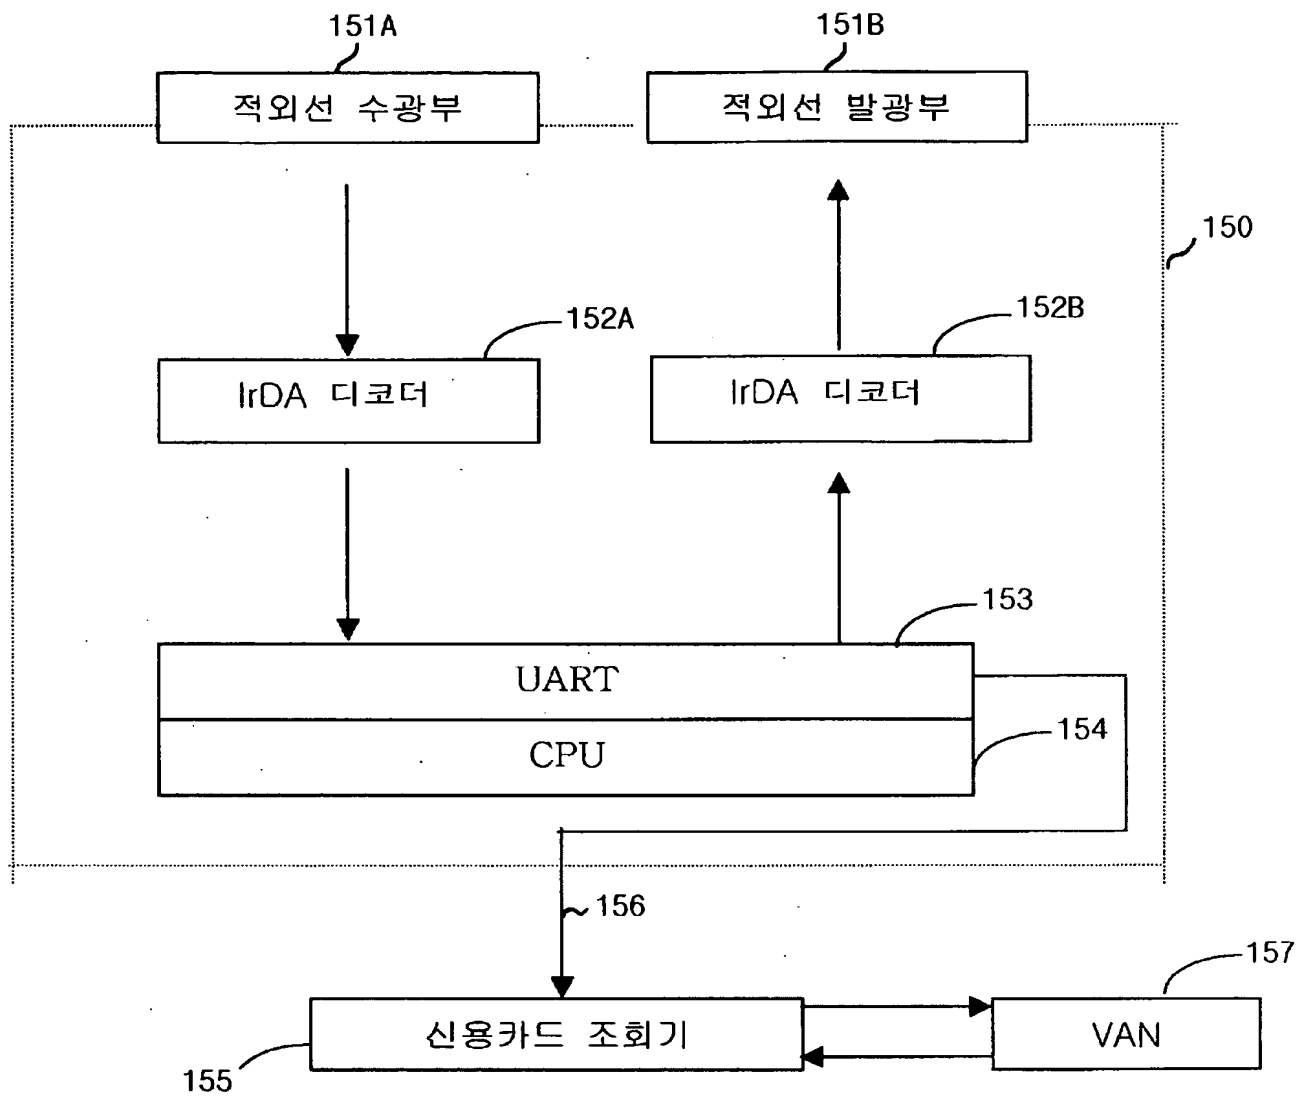 151A
151B
적외선 수광부
적외선 발광부
150
152A
152B
IrDA 디코더
IrDA 디코더
153
UART
154
CPU
156
157
신용카드 조회기
VAN
155